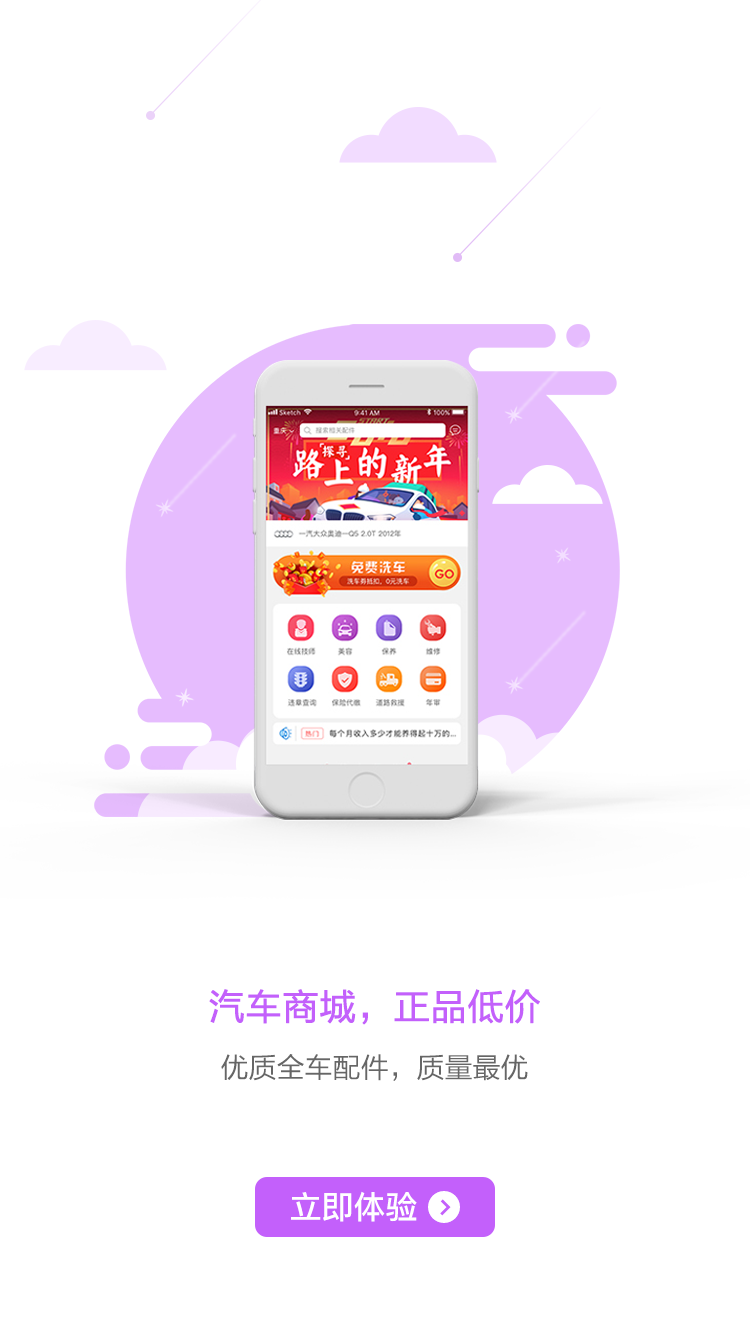 Sketch 9:41 AM 100%
重庆 搜索相关配件
START
「探寻」
路上的新年
一汽大众奥迪—Q5 2.0T 2012年
免费洗车
洗车券抵扣，0元洗车
GO
在线技师 美容 保养 维修
违章查询 保险代缴 道路救援 年审
热门 每个月收入多少才能养得起十万的...
汽车商城，正品低价
优质全车配件，质量最优
立即体验